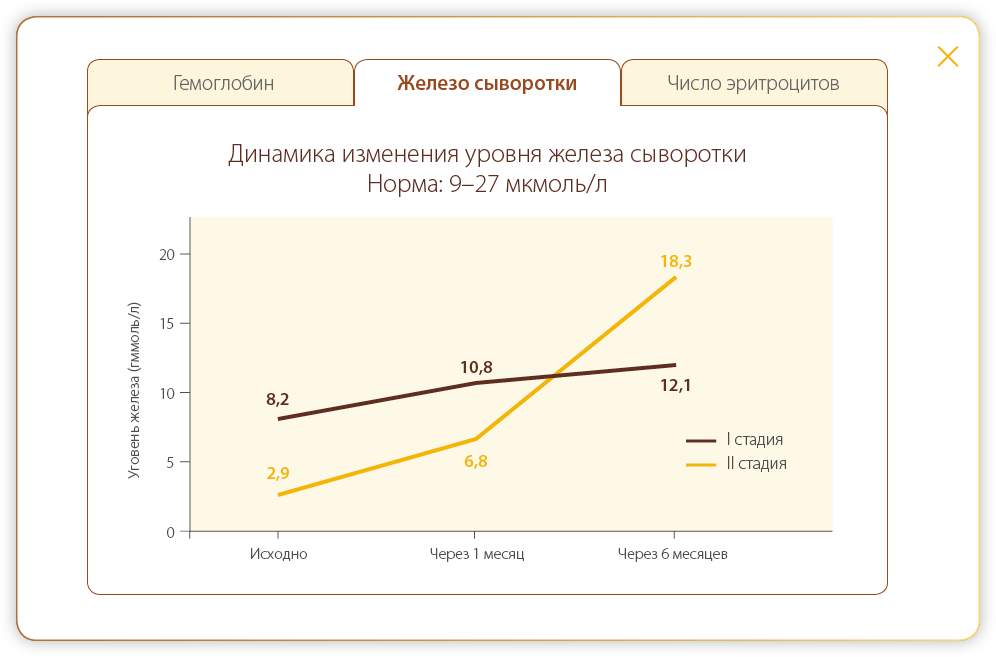 Гемоглобин
Железо сыворотки
Число эритроцитов
Динамика изменения уровня железа сыворотки
Норма: 9–27 мкмоль/л
Уговень железа (гммоль/л)
20
15
10
5
0
18,3
10,8
12,1
8,2
2,9
6,8
I стадия
II стадия
Исходно
Через 1 месяц
Через 6 месяцев